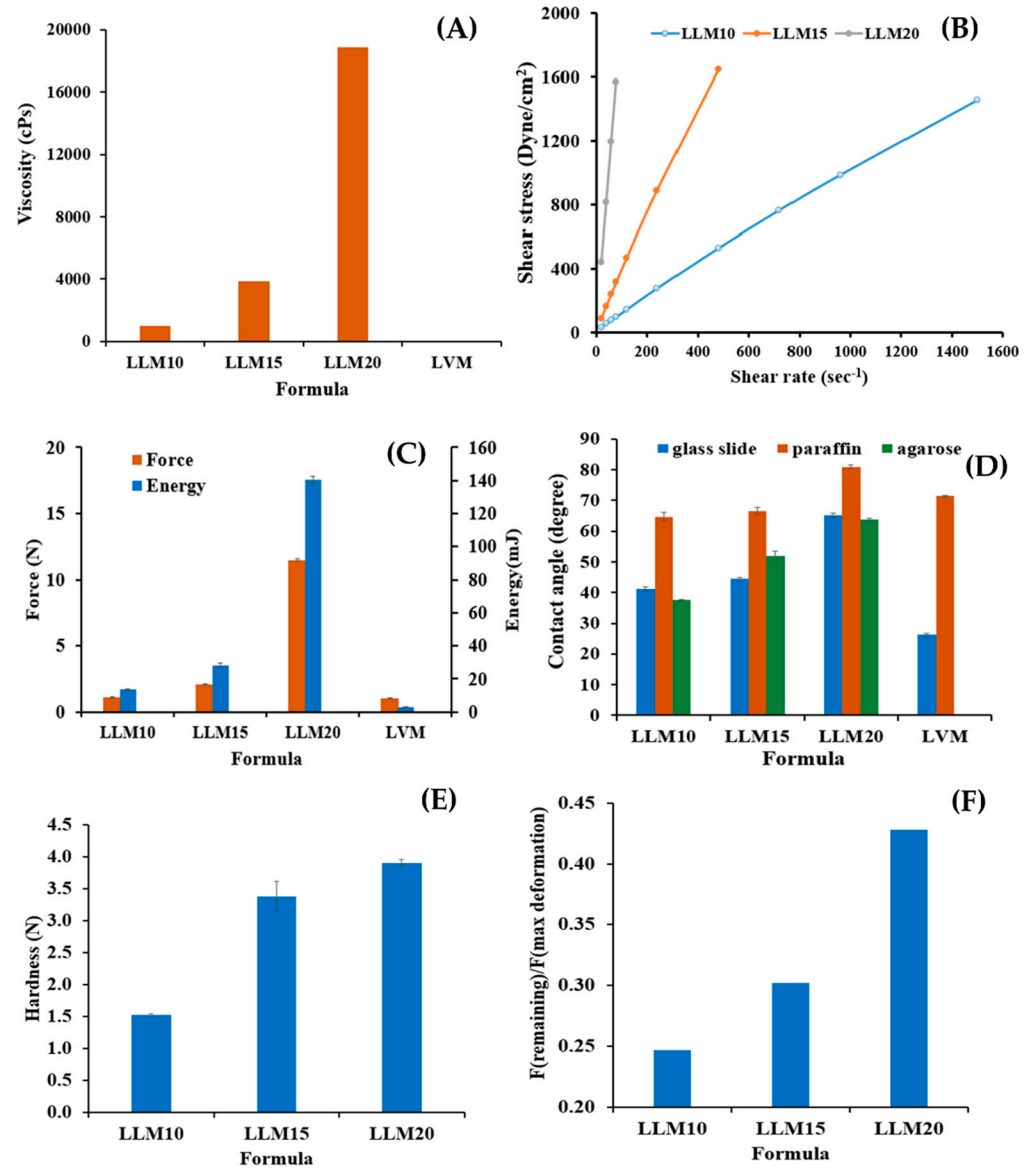 (A)
20000
16000
12000
8000
4000
0
Viscosity (cPs)
LLM10 LLM15 LLM20 LVM
Formula
(B)
LLM10 LLM15 LLM20
2000
1600
1200
800
400
0
Shear stress (Dyne/cm²)
0 200 400 600 800 1000 1200 1400 1600
Shear rate (sec⁻¹)
(C)
Force
Energy
20
15
10
5
0
Force (N)
160
140
120
100
80
60
40
20
0
Energy(mJ)
LLM10 LLM15 LLM20 LVM
Formula
(D)
glass slide paraffin agarose
90
80
70
60
50
40
30
20
10
0
Contact angle (degree)
LLM10 LLM15 LLM20 LVM
Formula
(E)
4.5
4.0
3.5
3.0
2.5
2.0
1.5
1.0
0.5
0.0
Hardness (N)
LLM10 LLM15 LLM20
Formula
(F)
0.45
0.40
0.35
0.30
0.25
0.20
F(remaining)/F(max deformation)
LLM10 LLM15 LLM20
Formula